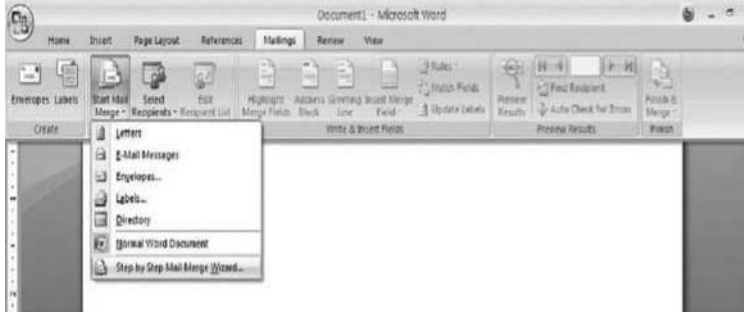 Document1 - Microsoft Word
Home Insert Page Layout References Mailings Review View
Envelopes Labels
Start Mail Merge
Select Recipients
Edit Recipient List
Highlight Merge Fields
Address Block
Greeting Line
Insert Merge Field
Rules
Match Fields
Update Labels
Preview Results
Find Recipient
Auto Check for Errors
Finish & Merge
Create Write & Insert Fields Preview Results Finish
Letters
E-Mail Messages
Envelopes...
Labels...
Directory
Normal Word Document
Step by Step Mail Merge Wizard...